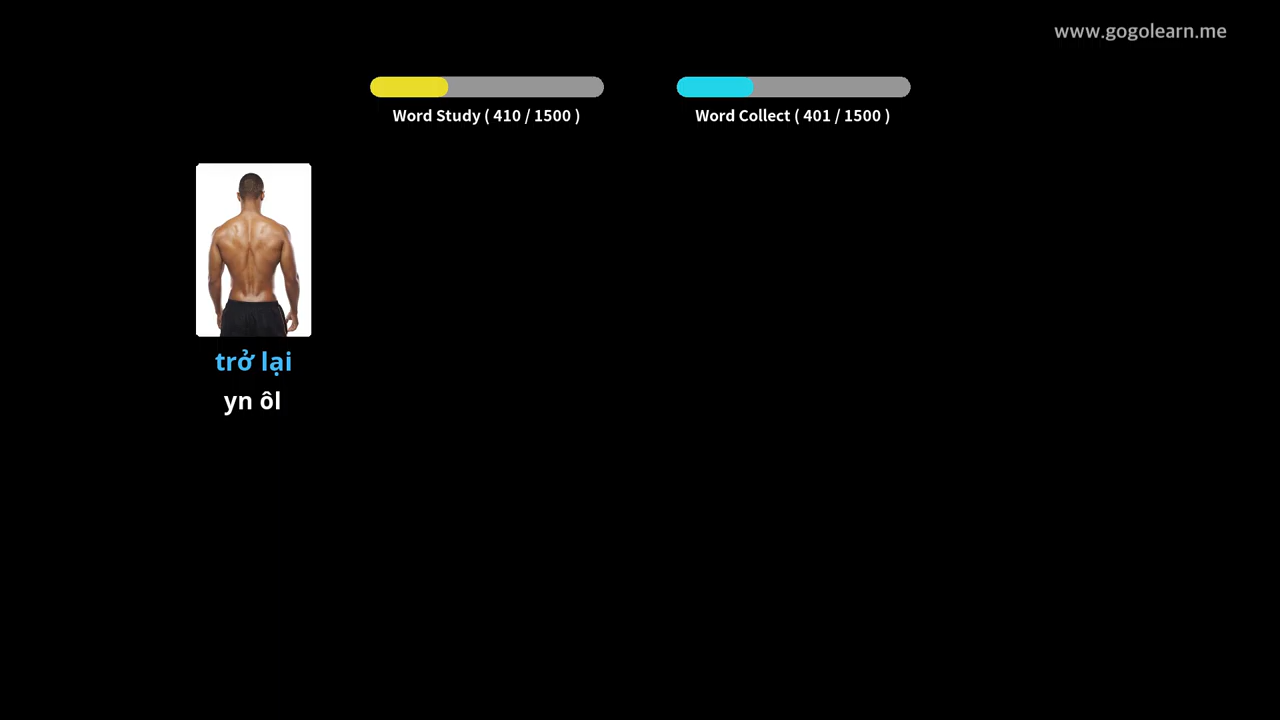 www.gogolearn.me
Word Study ( 410 / 1500 )
Word Collect ( 401 / 1500 )
trở lại
yn ôl